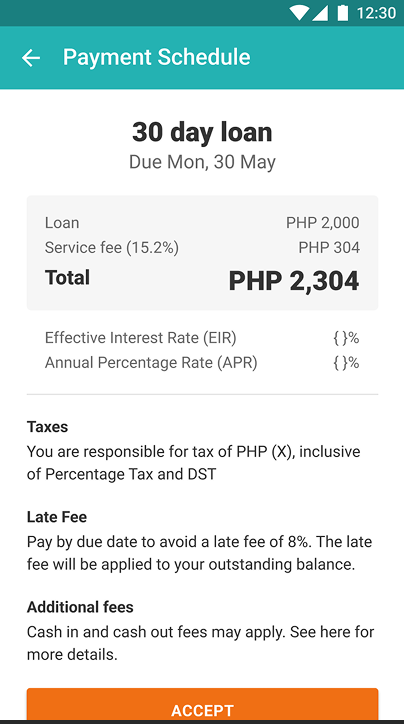 12:30
Payment Schedule
30 day loan
Due Mon, 30 May
Loan PHP 2,000
Service fee (15.2%) PHP 304
Total PHP 2,304
Effective Interest Rate (EIR) { }%
Annual Percentage Rate (APR) { }%
Taxes
You are responsible for tax of PHP (X), inclusive
of Percentage Tax and DST
Late Fee
Pay by due date to avoid a late fee of 8%. The late
fee will be applied to your outstanding balance.
Additional fees
Cash in and cash out fees may apply. See here for
more details.
ACCEPT